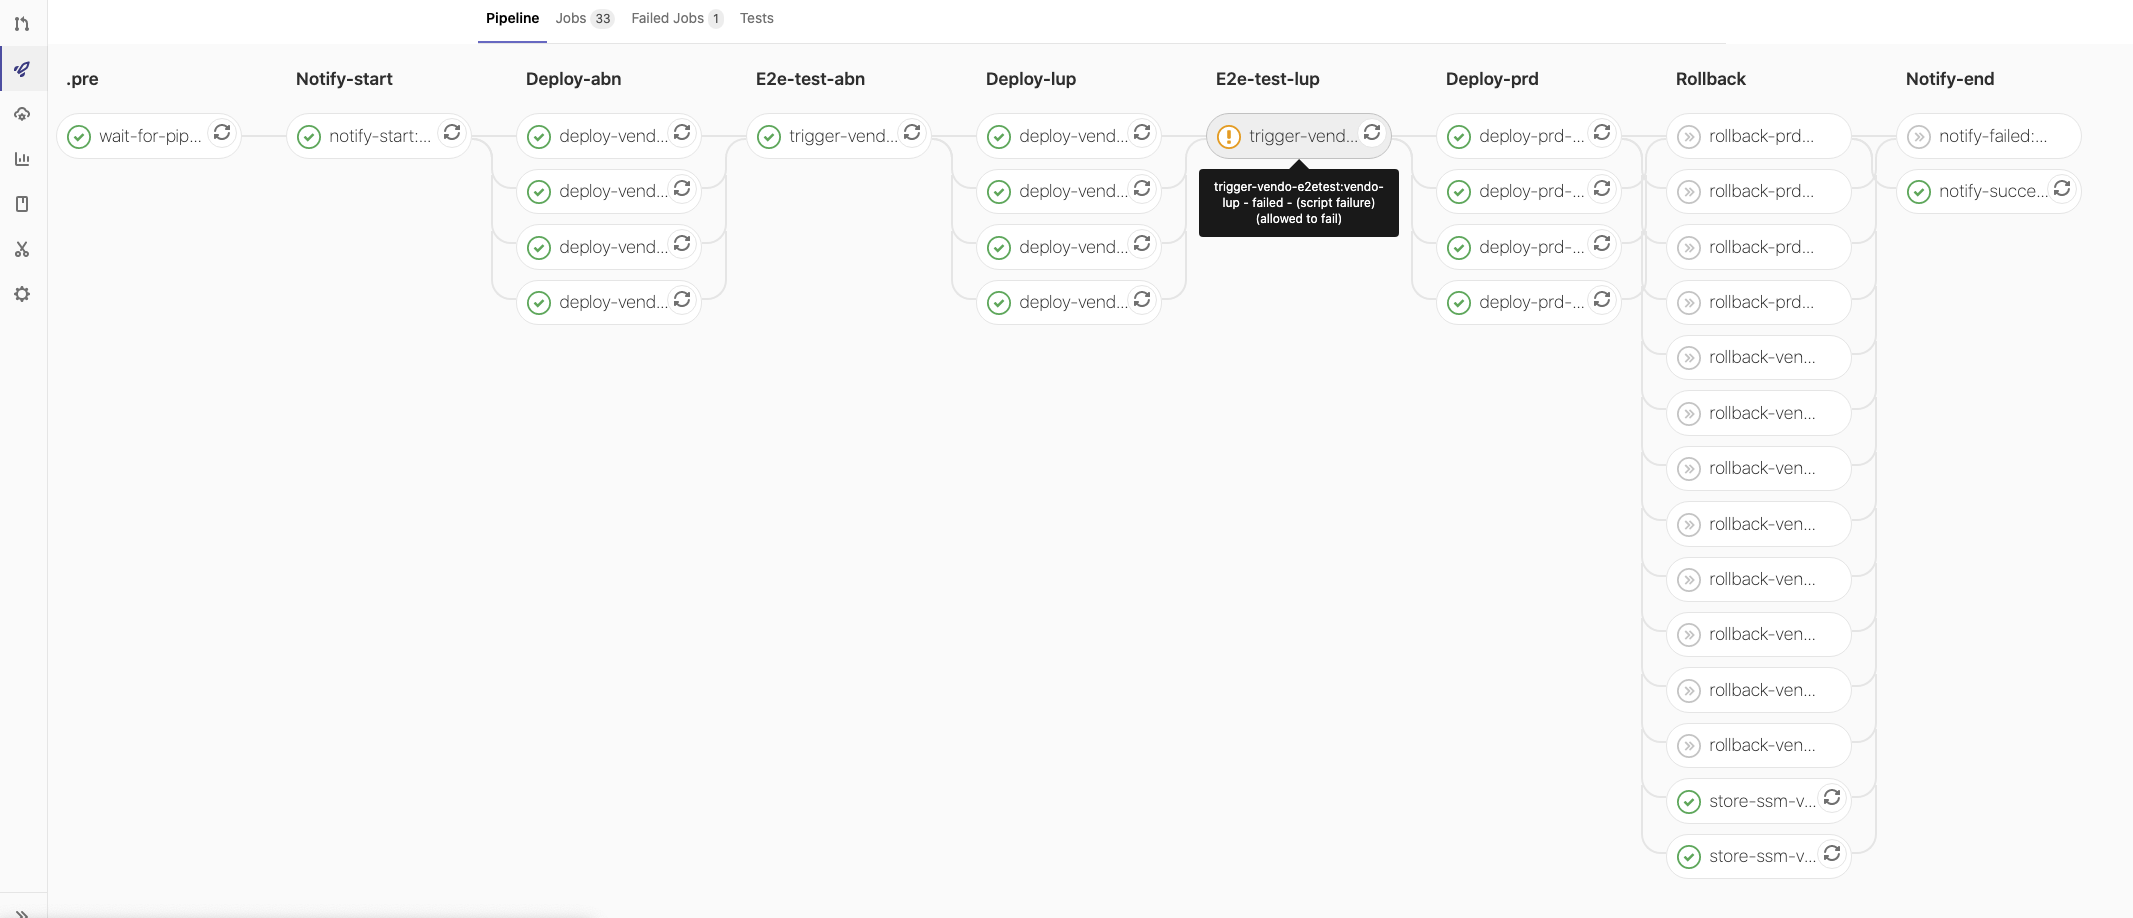 Pipeline Jobs 33 Failed Jobs 1 Tests
.pre
wait-for-pip...
Notify-start
notify-start:...
Deploy-abn
deploy-vend...
deploy-vend...
deploy-vend...
deploy-vend...
E2e-test-abn
trigger-vend...
Deploy-lup
deploy-vend...
deploy-vend...
deploy-vend...
deploy-vend...
E2e-test-lup
trigger-vend...
trigger-vendo-e2etest:vendo-
lup - failed - (script failure)
(allowed to fail)
Deploy-prd
deploy-prd-...
deploy-prd-...
deploy-prd-...
deploy-prd-...
Rollback
rollback-prd...
rollback-prd...
rollback-prd...
rollback-prd...
rollback-ven...
rollback-ven...
rollback-ven...
rollback-ven...
rollback-ven...
rollback-ven...
rollback-ven...
rollback-ven...
store-ssm-v...
store-ssm-v...
Notify-end
notify-failed:...
notify-succe...